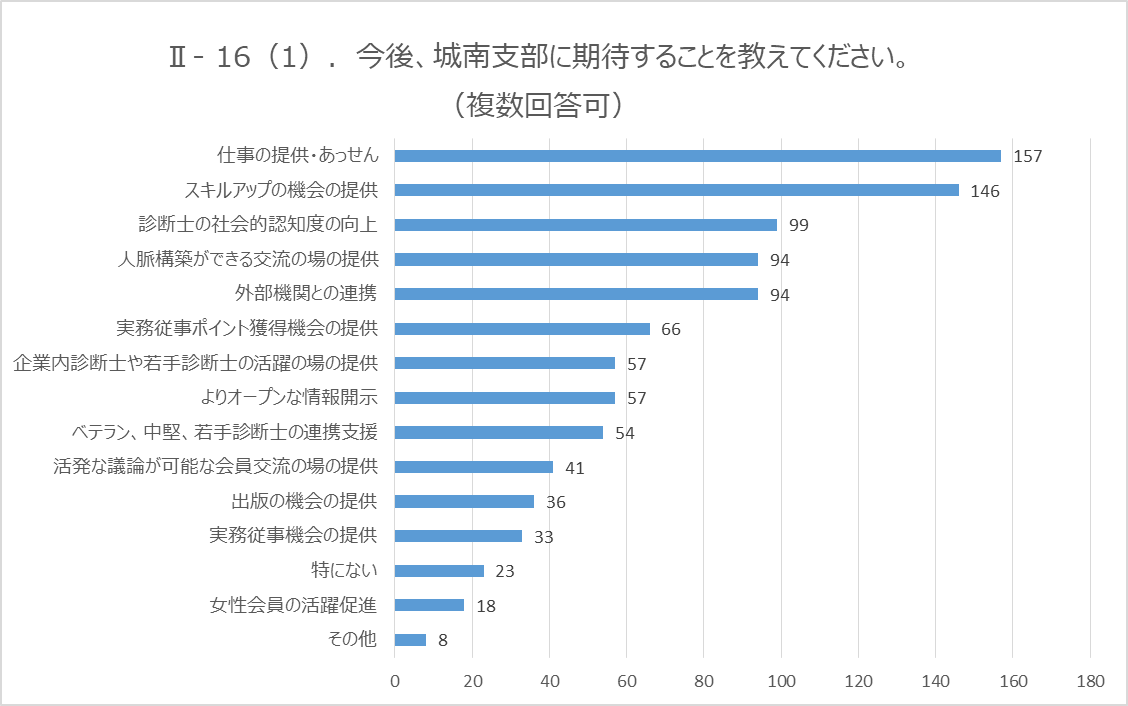 Ⅱ- 16（1）. 今後、城南支部に期待することを教えてください。
（複数回答可）
仕事の提供・あっせん 157
スキルアップの機会の提供 146
診断士の社会的認知度の向上 99
人脈構築ができる交流の場の提供 94
外部機関との連携 94
実務従事ポイント獲得機会の提供 66
企業内診断士や若手診断士の活躍の場の提供 57
よりオープンな情報開示 57
ベテラン、中堅、若手診断士の連携支援 54
活発な議論が可能な会員交流の場の提供 41
出版の機会の提供 36
実務従事機会の提供 33
特にない 23
女性会員の活躍促進 18
その他 8
0 20 40 60 80 100 120 140 160 180